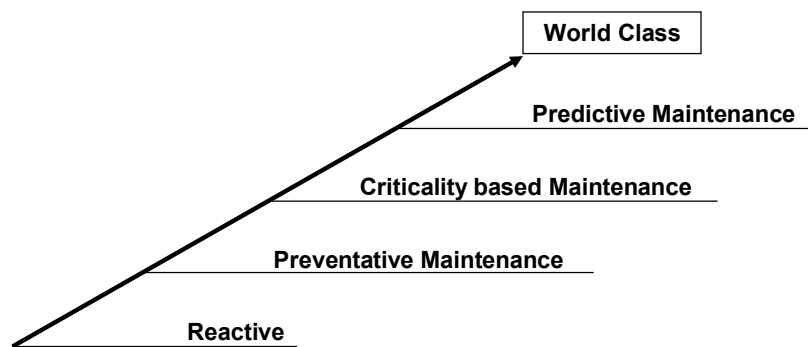 World Class
Predictive Maintenance
Criticality based Maintenance
Preventative Maintenance
Reactive